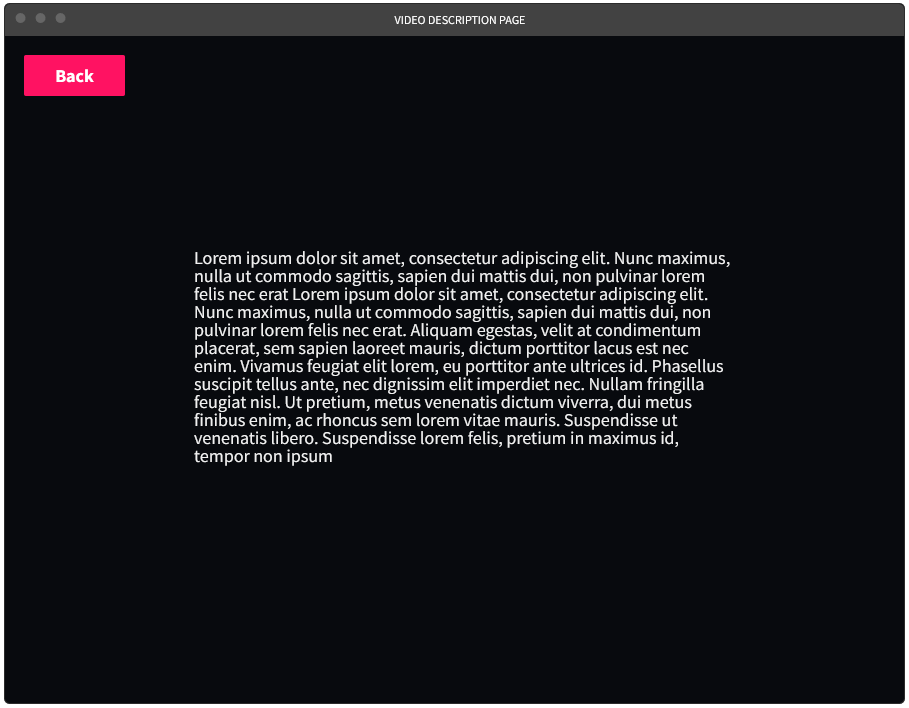 VIDEO DESCRIPTION PAGE
Back
Lorem ipsum dolor sit amet, consectetur adipiscing elit. Nunc maximus,
nulla ut commodo sagittis, sapien dui mattis dui, non pulvinar lorem
felis nec erat Lorem ipsum dolor sit amet, consectetur adipiscing elit.
Nunc maximus, nulla ut commodo sagittis, sapien dui mattis dui, non
pulvinar lorem felis nec erat. Aliquam egestas, velit at condimentum
placerat, sem sapien laoreet mauris, dictum porttitor lacus est nec
enim. Vivamus feugiat elit lorem, eu porttitor ante ultrices id. Phasellus
suscipit tellus ante, nec dignissim elit imperdiet nec. Nullam fringilla
feugiat nisl. Ut pretium, metus venenatis dictum viverra, dui metus
finibus enim, ac rhoncus sem lorem vitae mauris. Suspendisse ut
venenatis libero. Suspendisse lorem felis, pretium in maximus id,
tempor non ipsum